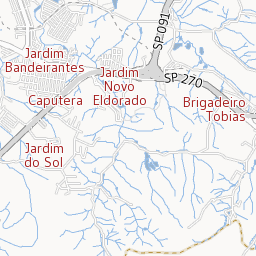 SP 091
Jardim
Bandeirantes
Jardim
Novo
Eldorado
SP 270
Caputera
Brigadeiro
Tobias
Jardim
do Sol